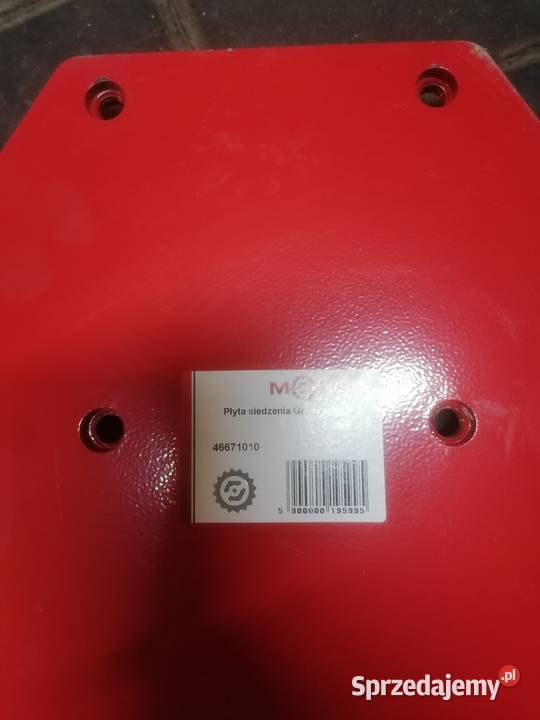 Płyta siedzenia
46671010
5 900000 195995
Sprzedajemy.pl